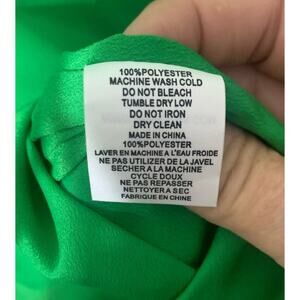 100%POLYESTER
MACHINE WASH COLD
DO NOT BLEACH
TUMBLE DRY LOW
DO NOT IRON
DRY CLEAN
MADE IN CHINA
100%POLYESTER
LAVER EN MACHINE A L'EAU FROIDE
NE PAS UTILIZER DE LA JAVEL
SECHER A LA MACHINE
CYCLE DOUX
NE PAS REPASSER
NETTOYER A SEC
FABRIQUE EN CHINE